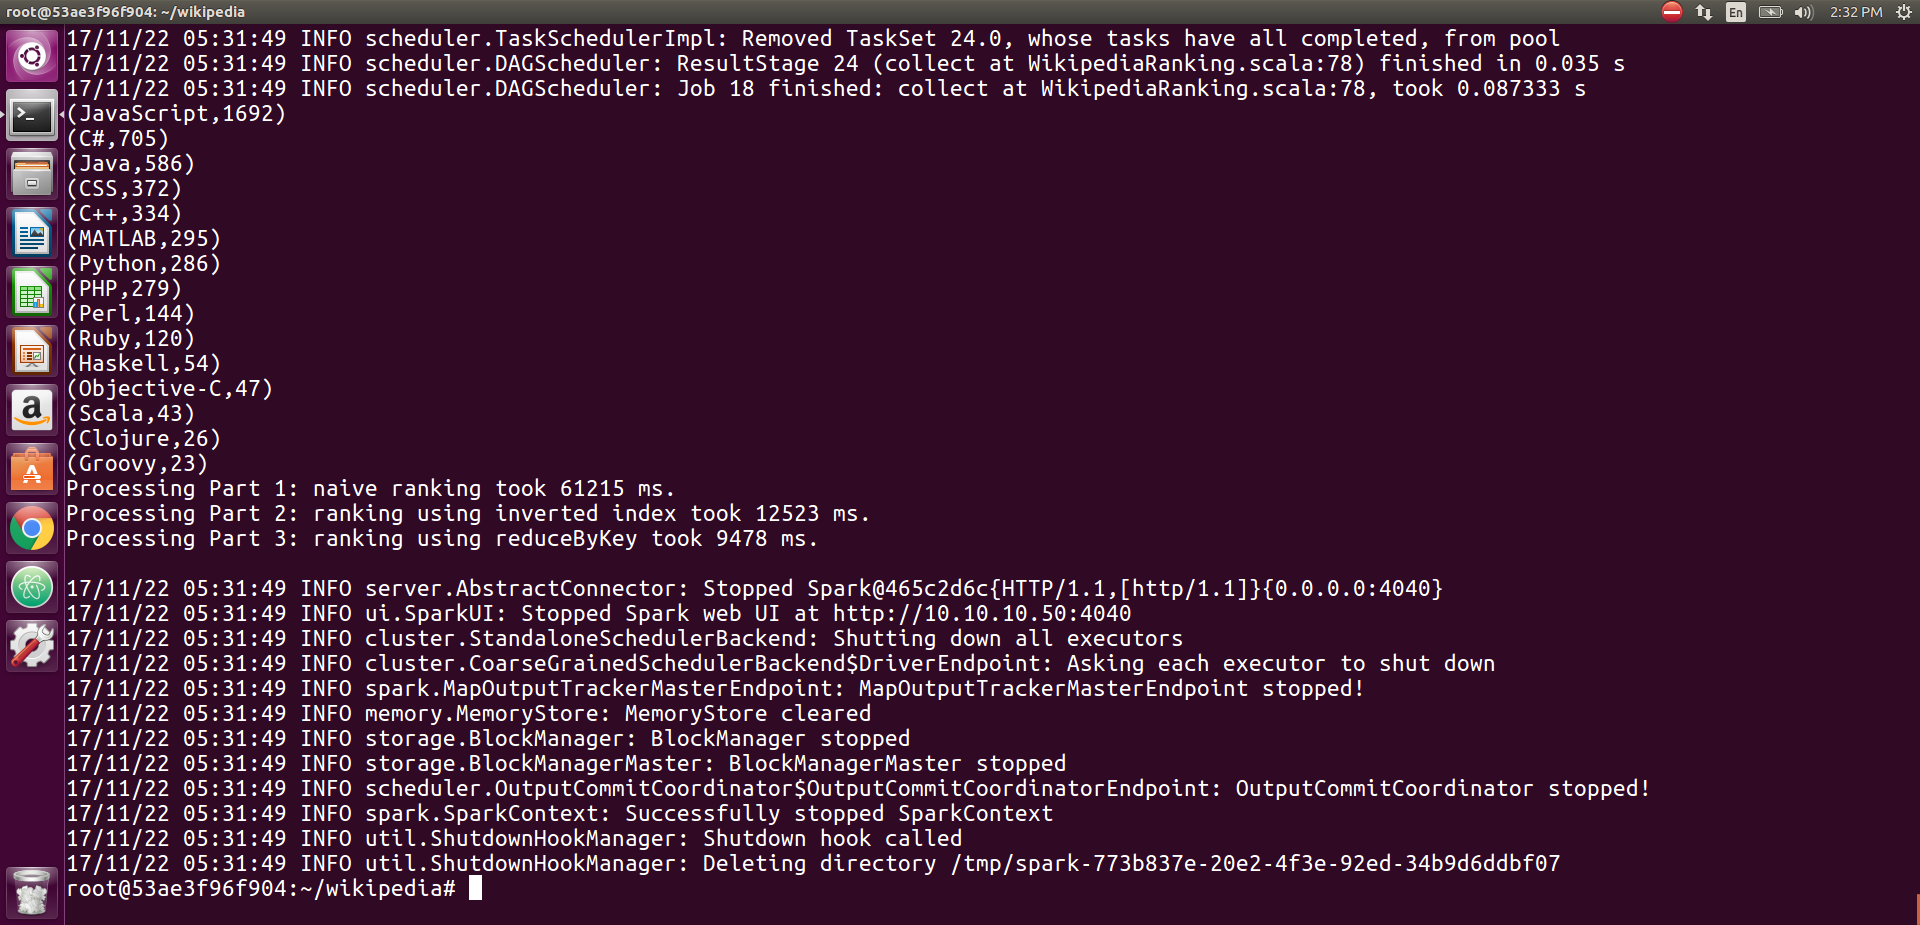 root@53ae3f96f904: ~/wikipedia
En
2:32 PM
17/11/22 05:31:49 INFO scheduler.TaskSchedulerImpl: Removed TaskSet 24.0, whose tasks have all completed, from pool
17/11/22 05:31:49 INFO scheduler.DAGScheduler: ResultStage 24 (collect at WikipediaRanking.scala:78) finished in 0.035 s
17/11/22 05:31:49 INFO scheduler.DAGScheduler: Job 18 finished: collect at WikipediaRanking.scala:78, took 0.087333 s
(JavaScript,1692)
(C#,705)
(Java,586)
(CSS,372)
(C++,334)
(MATLAB,295)
(Python,286)
(PHP,279)
(Perl,144)
(Ruby,120)
(Haskell,54)
(Objective-C,47)
(Scala,43)
(Clojure,26)
(Groovy,23)
Processing Part 1: naive ranking took 61215 ms.
Processing Part 2: ranking using inverted index took 12523 ms.
Processing Part 3: ranking using reduceByKey took 9478 ms.
17/11/22 05:31:49 INFO server.AbstractConnector: Stopped Spark@465c2d6c{HTTP/1.1,[http/1.1]}{0.0.0.0:4040}
17/11/22 05:31:49 INFO ui.SparkUI: Stopped Spark web UI at http://10.10.10.50:4040
17/11/22 05:31:49 INFO cluster.StandaloneSchedulerBackend: Shutting down all executors
17/11/22 05:31:49 INFO cluster.CoarseGrainedSchedulerBackend$DriverEndpoint: Asking each executor to shut down
17/11/22 05:31:49 INFO spark.MapOutputTrackerMasterEndpoint: MapOutputTrackerMasterEndpoint stopped!
17/11/22 05:31:49 INFO memory.MemoryStore: MemoryStore cleared
17/11/22 05:31:49 INFO storage.BlockManager: BlockManager stopped
17/11/22 05:31:49 INFO storage.BlockManagerMaster: BlockManagerMaster stopped
17/11/22 05:31:49 INFO scheduler.OutputCommitCoordinator$OutputCommitCoordinatorEndpoint: OutputCommitCoordinator stopped!
17/11/22 05:31:49 INFO spark.SparkContext: Successfully stopped SparkContext
17/11/22 05:31:49 INFO util.ShutdownHookManager: Shutdown hook called
17/11/22 05:31:49 INFO util.ShutdownHookManager: Deleting directory /tmp/spark-773b837e-20e2-4f3e-92ed-34b9d6ddbf07
root@53ae3f96f904:~/wikipedia#